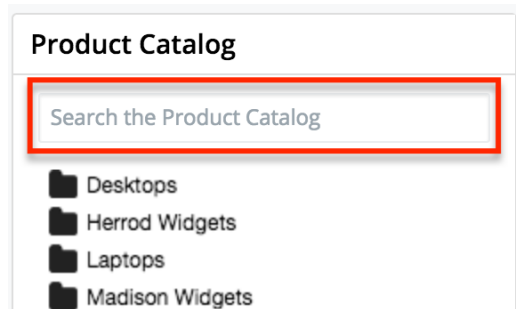 Product Catalog
Search the Product Catalog
Desktops
Herrod Widgets
Laptops
Madison Widgets